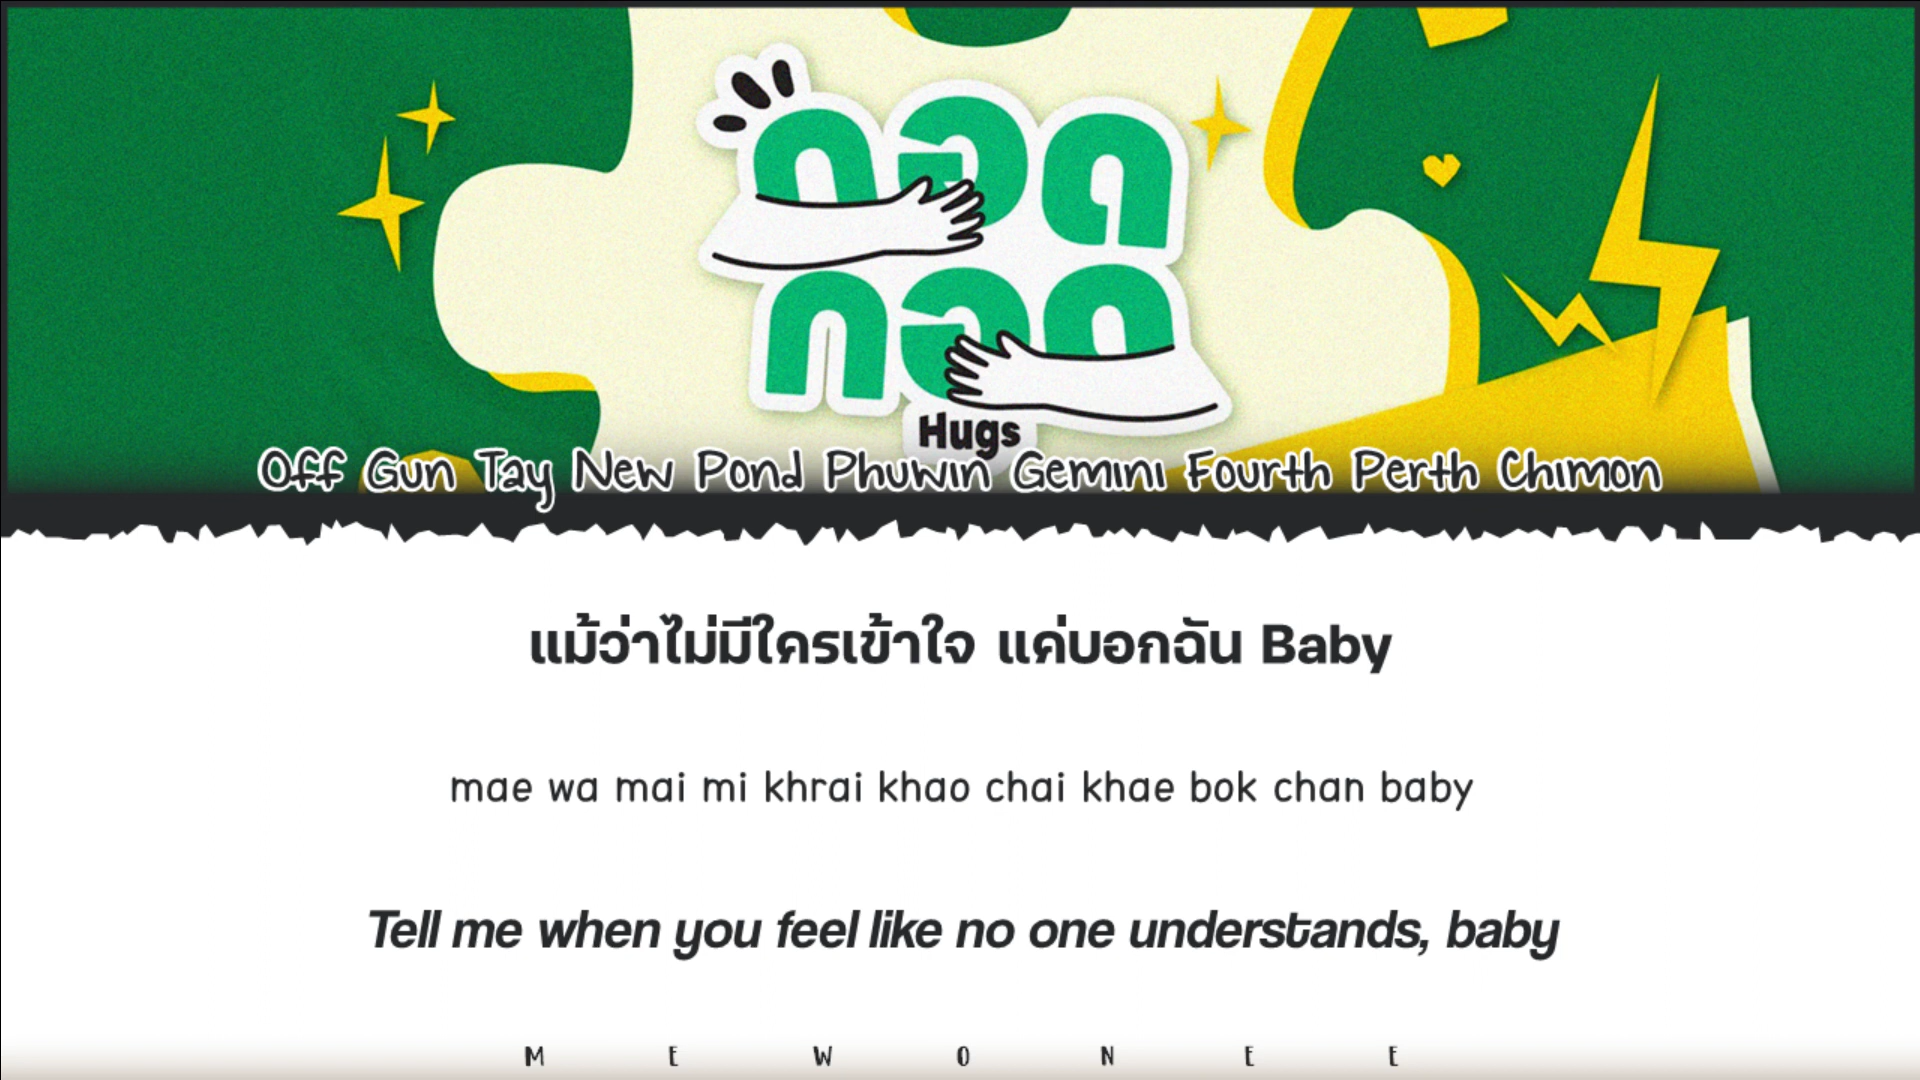 กอด
กอด
Hugs
Off Gun Tay New Pond Phuwin Gemini Fourth Perth Chimon
แม้ว่าไม่มีใครเข้าใจ แค่บอกฉัน Baby
mae wa mai mi khrai khao chai khae bok chan baby
Tell me when you feel like no one understands, baby
M E W O N E E